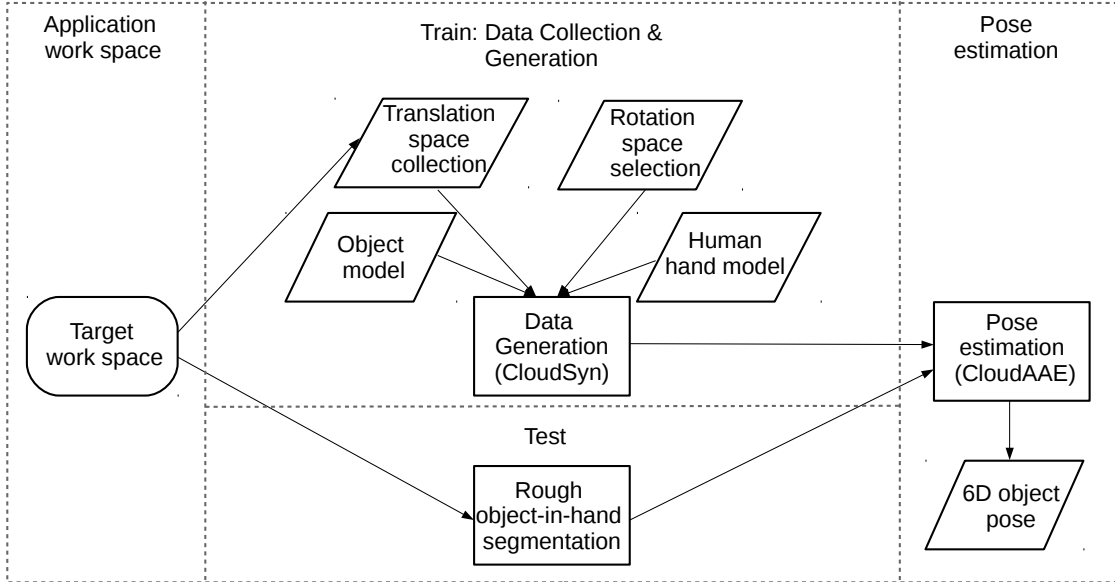 Application
work space
Train: Data Collection &
Generation
Pose
estimation
Translation
space
collection
Rotation
space
selection
Object
model
Human
hand model
Target
work space
Data
Generation
(CloudSyn)
Pose
estimation
(CloudAAE)
Test
Rough
object-in-hand
segmentation
6D object
pose